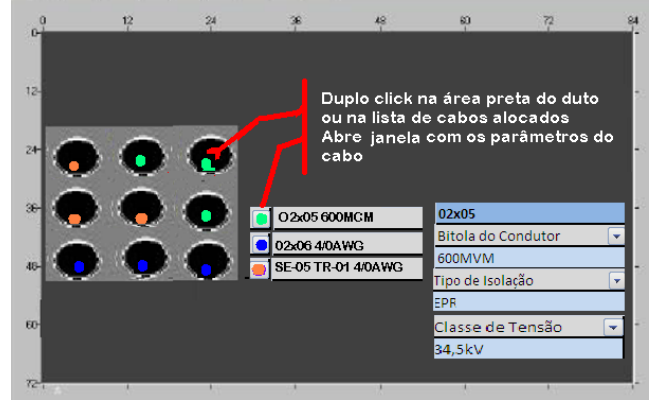 0 12 24 36 48 60 72 84
0
12
24
36
48
60
72
Duplo click na área preta do duto
ou na lista de cabos alocados
Abre janela com os parâmetros do
cabo
O2x05 600MCM
02x06 4/0AWG
SE-05 TR-01 4/0AWG
02x05
Bitola do Condutor
600MVM
Tipo de Isolação
EPR
Classe de Tensão
34,5kV